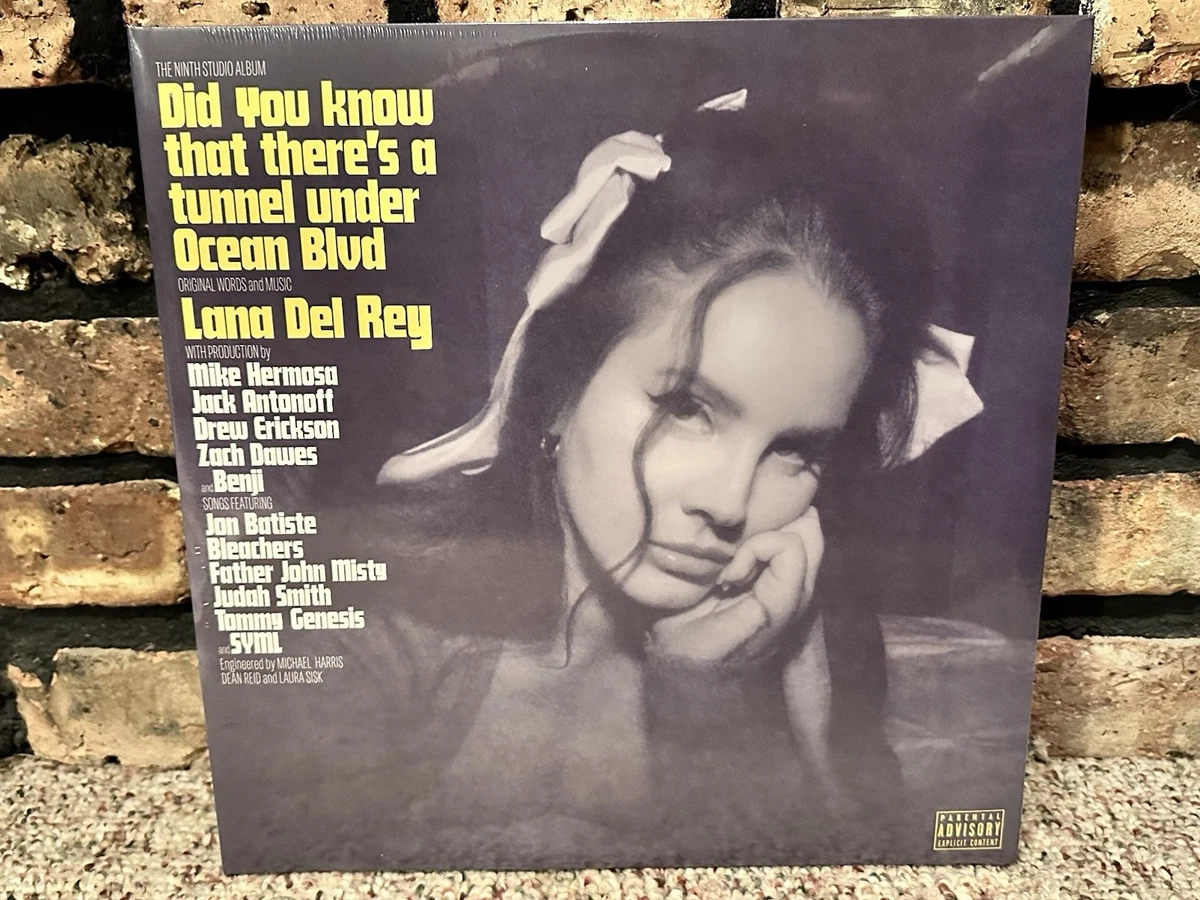 THE NINTH STUDIO ALBUM
Did you know
that there's a
tunnel under
Ocean Blvd
ORIGINAL WORDS and MUSIC
Lana Del Rey
WITH PRODUCTION by
Mike Hermosa
Jack Antonoff
Drew Erickson
Zach Dawes
and Benji
SONGS FEATURING
Jon Batiste
Bleachers
Father John Misty
Judah Smith
Tommy Genesis
and SYML
Engineered by MICHAEL HARRIS
DEAN REID and LAURA SISK
PARENTAL
ADVISORY
EXPLICIT CONTENT